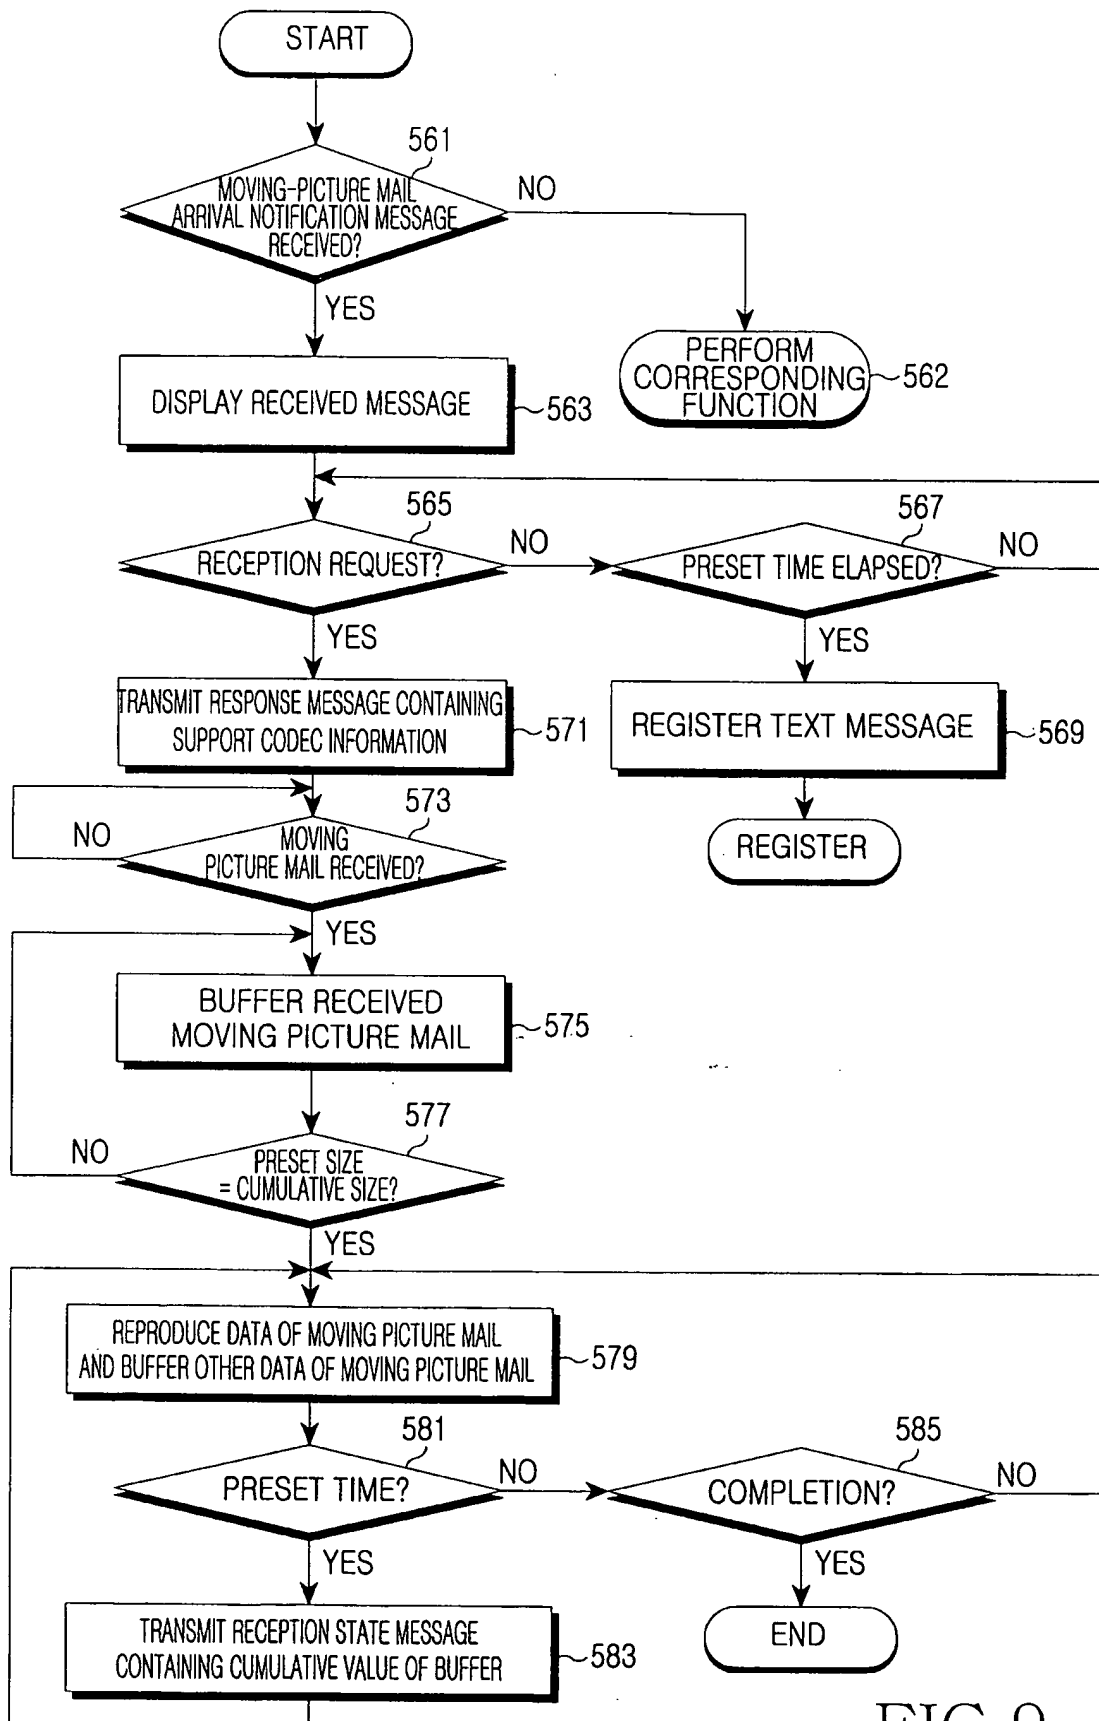 START
561
MOVING-PICTURE MAIL
ARRIVAL NOTIFICATION MESSAGE
RECEIVED?
NO
YES
PERFORM
CORRESPONDING
FUNCTION
562
DISPLAY RECEIVED MESSAGE
563
565
RECEPTION REQUEST?
NO
567
PRESET TIME ELAPSED?
NO
YES
YES
TRANSMIT RESPONSE MESSAGE CONTAINING
SUPPORT CODEC INFORMATION
571
REGISTER TEXT MESSAGE
569
573
MOVING
PICTURE MAIL RECEIVED?
NO
REGISTER
YES
BUFFER RECEIVED
MOVING PICTURE MAIL
575
577
PRESET SIZE
= CUMULATIVE SIZE?
NO
YES
REPRODUCE DATA OF MOVING PICTURE MAIL
AND BUFFER OTHER DATA OF MOVING PICTURE MAIL
579
581
PRESET TIME?
NO
585
COMPLETION?
NO
YES
YES
TRANSMIT RECEPTION STATE MESSAGE
CONTAINING CUMULATIVE VALUE OF BUFFER
583
END